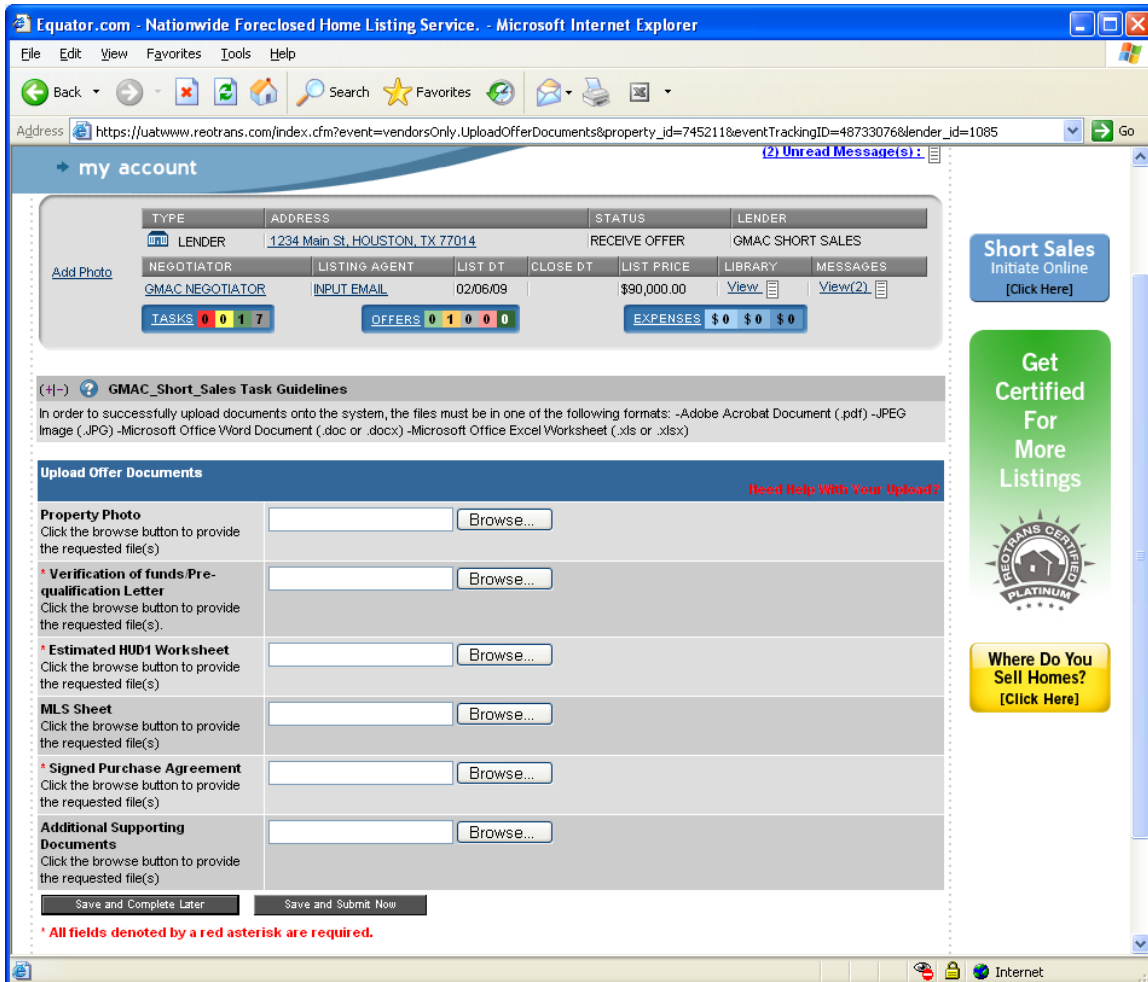 Equator.com - Nationwide Foreclosed Home Listing Service. - Microsoft Internet Explorer
File Edit View Favorites Tools Help
Back Search Favorites
Address https://uatwww.reotrans.com/index.cfm?event=vendorsOnly.UploadOfferDocuments&property_id=745211&eventTrackingID=48733076&lender_id=1085 Go
(2) Unread Message(s) :
my account
TYPE ADDRESS STATUS LENDER
LENDER 1234 Main St, HOUSTON, TX 77014 RECEIVE OFFER GMAC SHORT SALES
Add Photo
NEGOTIATOR LISTING AGENT LIST DT CLOSE DT LIST PRICE LIBRARY MESSAGES
GMAC NEGOTIATOR INPUT EMAIL 02/06/09 $90,000.00 View View(2)
TASKS 0 0 1 7 OFFERS 0 1 0 0 0 EXPENSES $0 $0 $0
(+|-) ? GMAC_Short_Sales Task Guidelines
In order to successfully upload documents onto the system, the files must be in one of the following formats: -Adobe Acrobat Document (.pdf) -JPEG
Image (.JPG) -Microsoft Office Word Document (.doc or .docx) -Microsoft Office Excel Worksheet (.xls or .xlsx)
Upload Offer Documents
Need Help With Your Upload?
Property Photo
Click the browse button to provide
the requested file(s)
Browse...
* Verification of funds/Pre-
qualification Letter
Click the browse button to provide
the requested file(s).
Browse...
* Estimated HUD1 Worksheet
Click the browse button to provide
the requested file(s)
Browse...
MLS Sheet
Click the browse button to provide
the requested file(s)
Browse...
* Signed Purchase Agreement
Click the browse button to provide
the requested file(s)
Browse...
Additional Supporting
Documents
Click the browse button to provide
the requested file(s)
Browse...
Save and Complete Later Save and Submit Now
* All fields denoted by a red asterisk are required.
Short Sales
Initiate Online
[Click Here]
Get
Certified
For
More
Listings
REOTRANS CERTIFIED
PLATINUM
Where Do You
Sell Homes?
[Click Here]
Internet